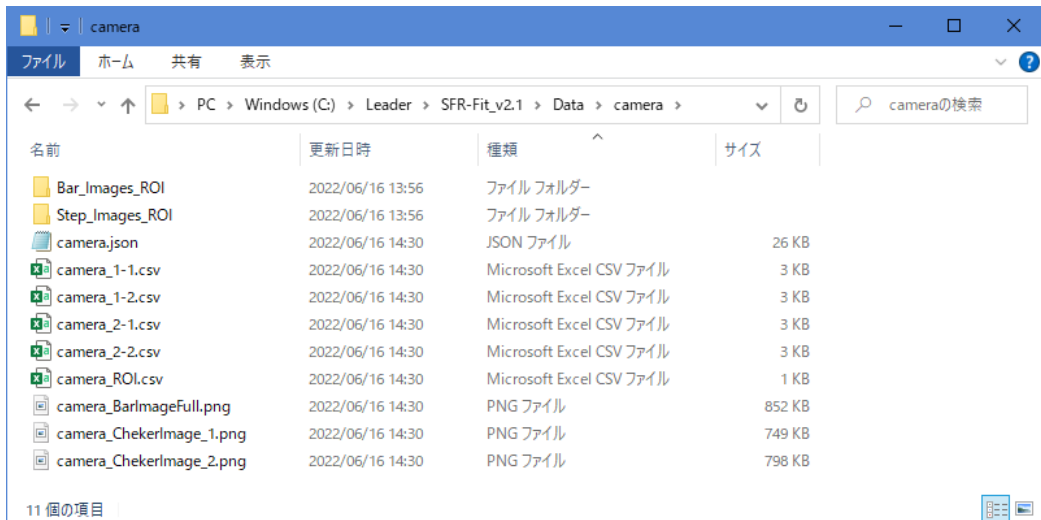 camera
ファイル ホーム 共有 表示
PC > Windows (C:) > Leader > SFR-Fit_v2.1 > Data > camera > cameraの検索
名前 更新日時 種類 サイズ
Bar_Images_ROI 2022/06/16 13:56 ファイル フォルダー
Step_Images_ROI 2022/06/16 13:56 ファイル フォルダー
camera.json 2022/06/16 14:30 JSON ファイル 26 KB
camera_1-1.csv 2022/06/16 14:30 Microsoft Excel CSV ファイル 3 KB
camera_1-2.csv 2022/06/16 14:30 Microsoft Excel CSV ファイル 3 KB
camera_2-1.csv 2022/06/16 14:30 Microsoft Excel CSV ファイル 3 KB
camera_2-2.csv 2022/06/16 14:30 Microsoft Excel CSV ファイル 3 KB
camera_ROI.csv 2022/06/16 14:30 Microsoft Excel CSV ファイル 1 KB
camera_BarImageFull.png 2022/06/16 14:30 PNG ファイル 852 KB
camera_ChekerImage_1.png 2022/06/16 14:30 PNG ファイル 749 KB
camera_ChekerImage_2.png 2022/06/16 14:30 PNG ファイル 798 KB
11 個の項目